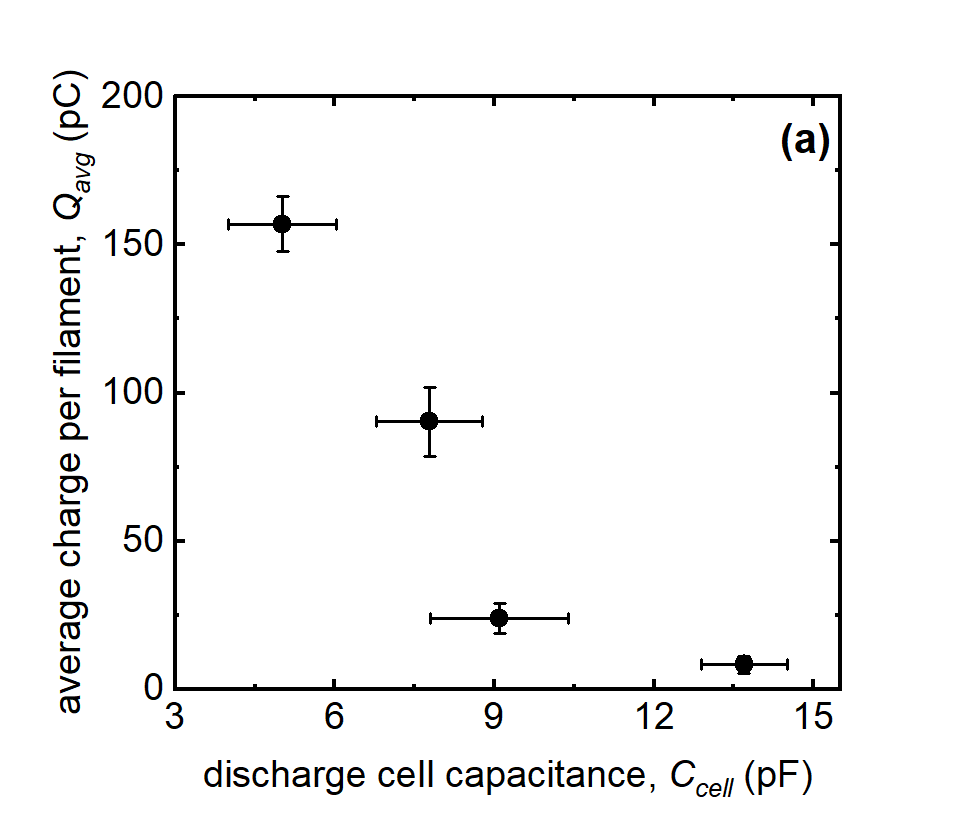 (a)
average charge per filament, Qavg (pC)
200
150
100
50
0
3 6 9 12 15
discharge cell capacitance, Ccell (pF)